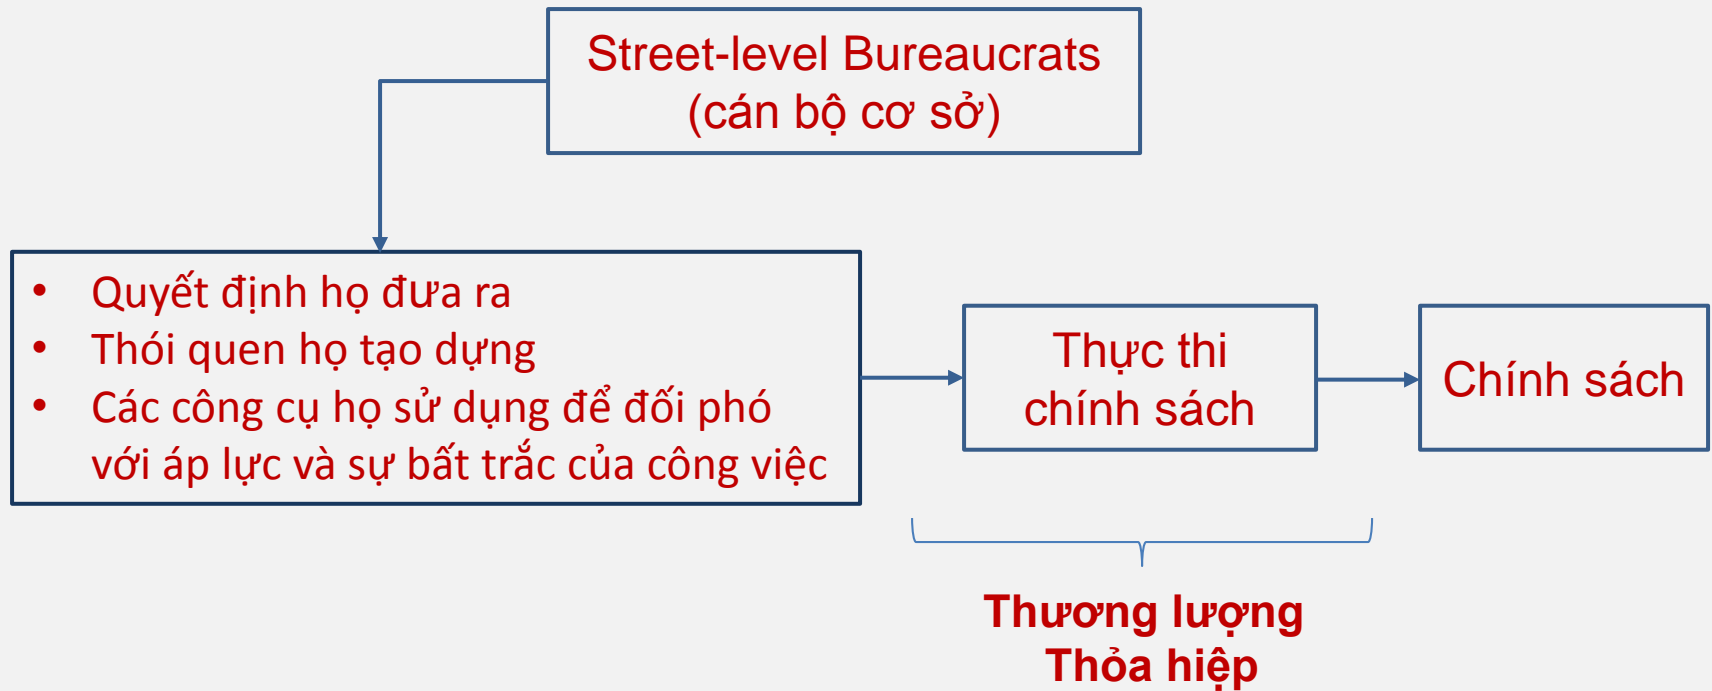 Street-level Bureaucrats
(cán bộ cơ sở)
• Quyết định họ đưa ra
• Thói quen họ tạo dựng
• Các công cụ họ sử dụng để đối phó
với áp lực và sự bất trắc của công việc
Thực thi
chính sách
Chính sách
Thương lượng
Thỏa hiệp